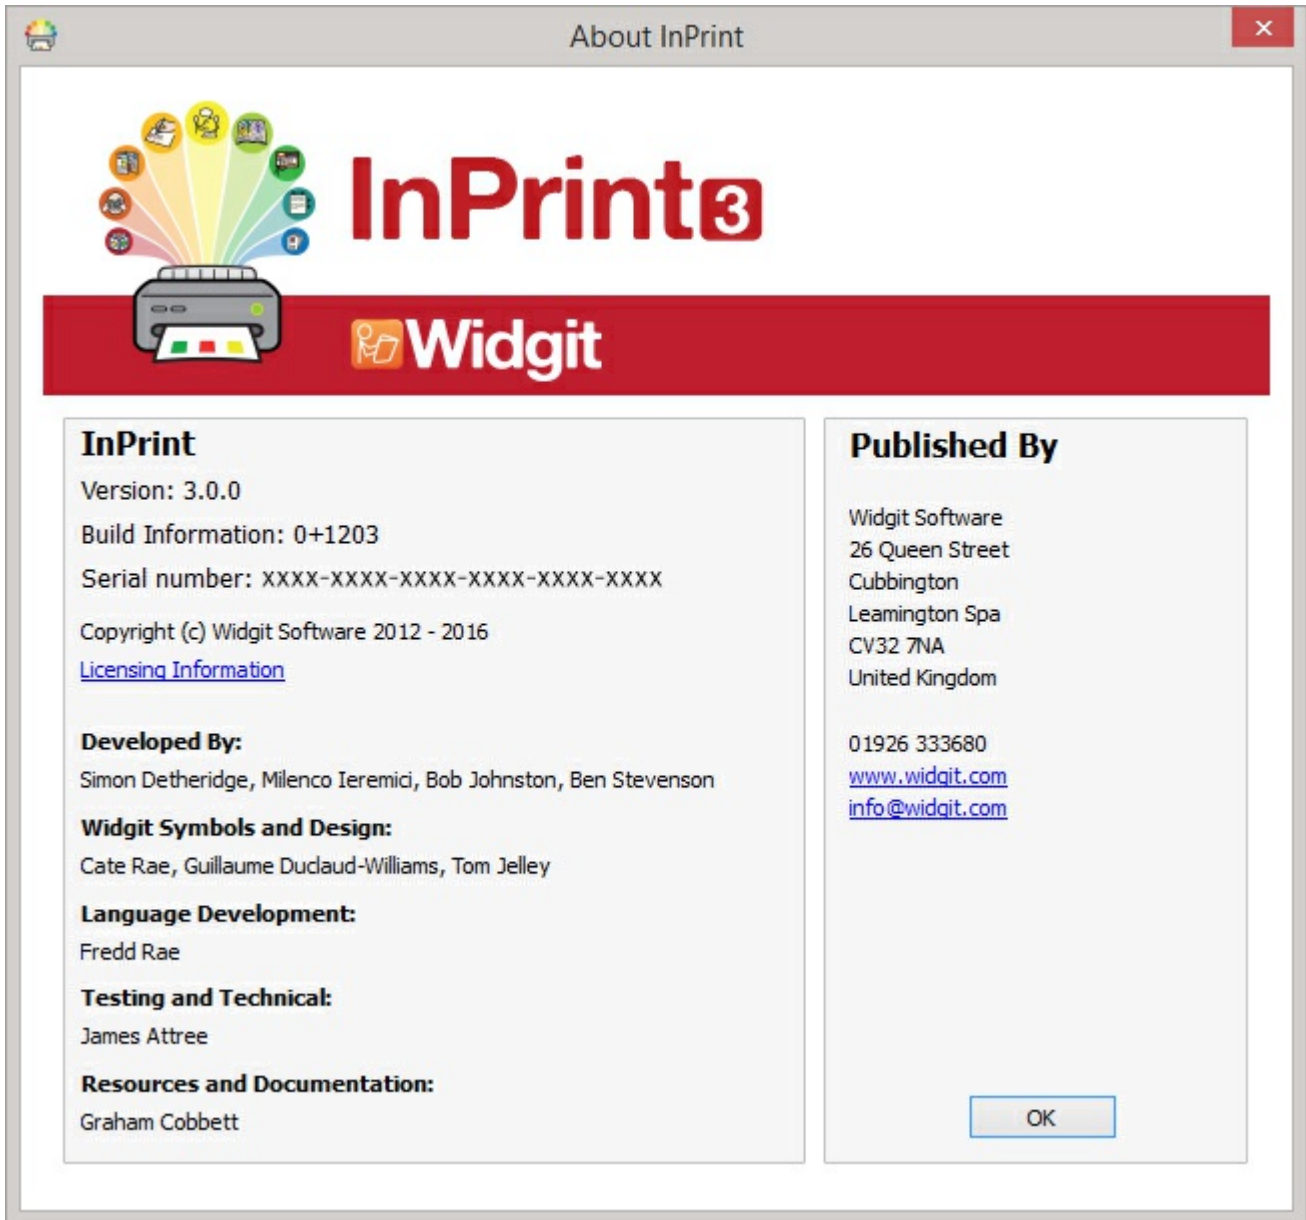 About InPrint
InPrint3
Widgit
InPrint
Version: 3.0.0
Build Information: 0+1203
Serial number: XXXX-XXXX-XXXX-XXXX-XXXX-XXXX
Copyright (c) Widgit Software 2012 - 2016
Licensing Information
Developed By:
Simon Detheridge, Milenco Ieremici, Bob Johnston, Ben Stevenson
Widgit Symbols and Design:
Cate Rae, Guillaume Duclaud-Williams, Tom Jelley
Language Development:
Fredd Rae
Testing and Technical:
James Attree
Resources and Documentation:
Graham Cobbett
Published By
Widgit Software
26 Queen Street
Cubbington
Leamington Spa
CV32 7NA
United Kingdom
01926 333680
www.widgit.com
info@widgit.com
OK